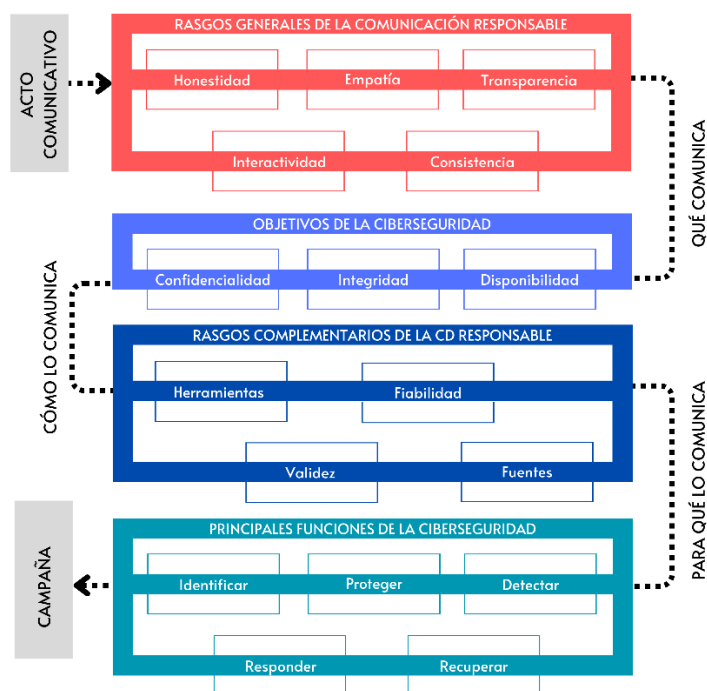 ACTO
COMUNICATIVO
RASGOS GENERALES DE LA COMUNICACIÓN RESPONSABLE
Honestidad
Empatía
Transparencia
Interactividad
Consistencia
QUÉ COMUNICA
OBJETIVOS DE LA CIBERSEGURIDAD
Confidencialidad
Integridad
Disponibilidad
CÓMO LO COMUNICA
RASGOS COMPLEMENTARIOS DE LA CD RESPONSABLE
Herramientas
Fiabilidad
Validez
Fuentes
PARA QUÉ LO COMUNICA
PRINCIPALES FUNCIONES DE LA CIBERSEGURIDAD
Identificar
Proteger
Detectar
Responder
Recuperar
CAMPAÑA